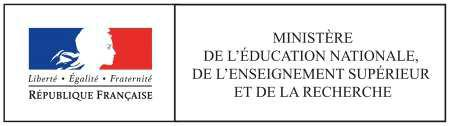 Liberté • Égalité • Fraternité
RÉPUBLIQUE FRANÇAISE
MINISTÈRE
DE L'ÉDUCATION NATIONALE,
DE L'ENSEIGNEMENT SUPÉRIEUR
ET DE LA RECHERCHE